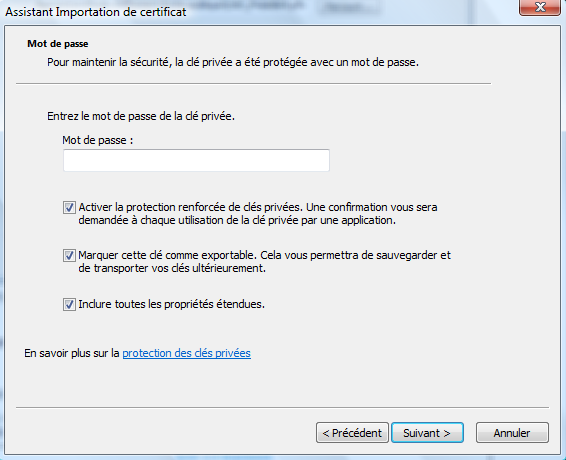 Assistant Importation de certificat
Mot de passe
Pour maintenir la sécurité, la clé privée a été protégée avec un mot de passe.
Entrez le mot de passe de la clé privée.
Mot de passe :
Activer la protection renforcée de clés privées. Une confirmation vous sera
demandée à chaque utilisation de la clé privée par une application.
Marquer cette clé comme exportable. Cela vous permettra de sauvegarder et
de transporter vos clés ultérieurement.
Inclure toutes les propriétés étendues.
En savoir plus sur la protection des clés privées
< Précédent
Suivant >
Annuler